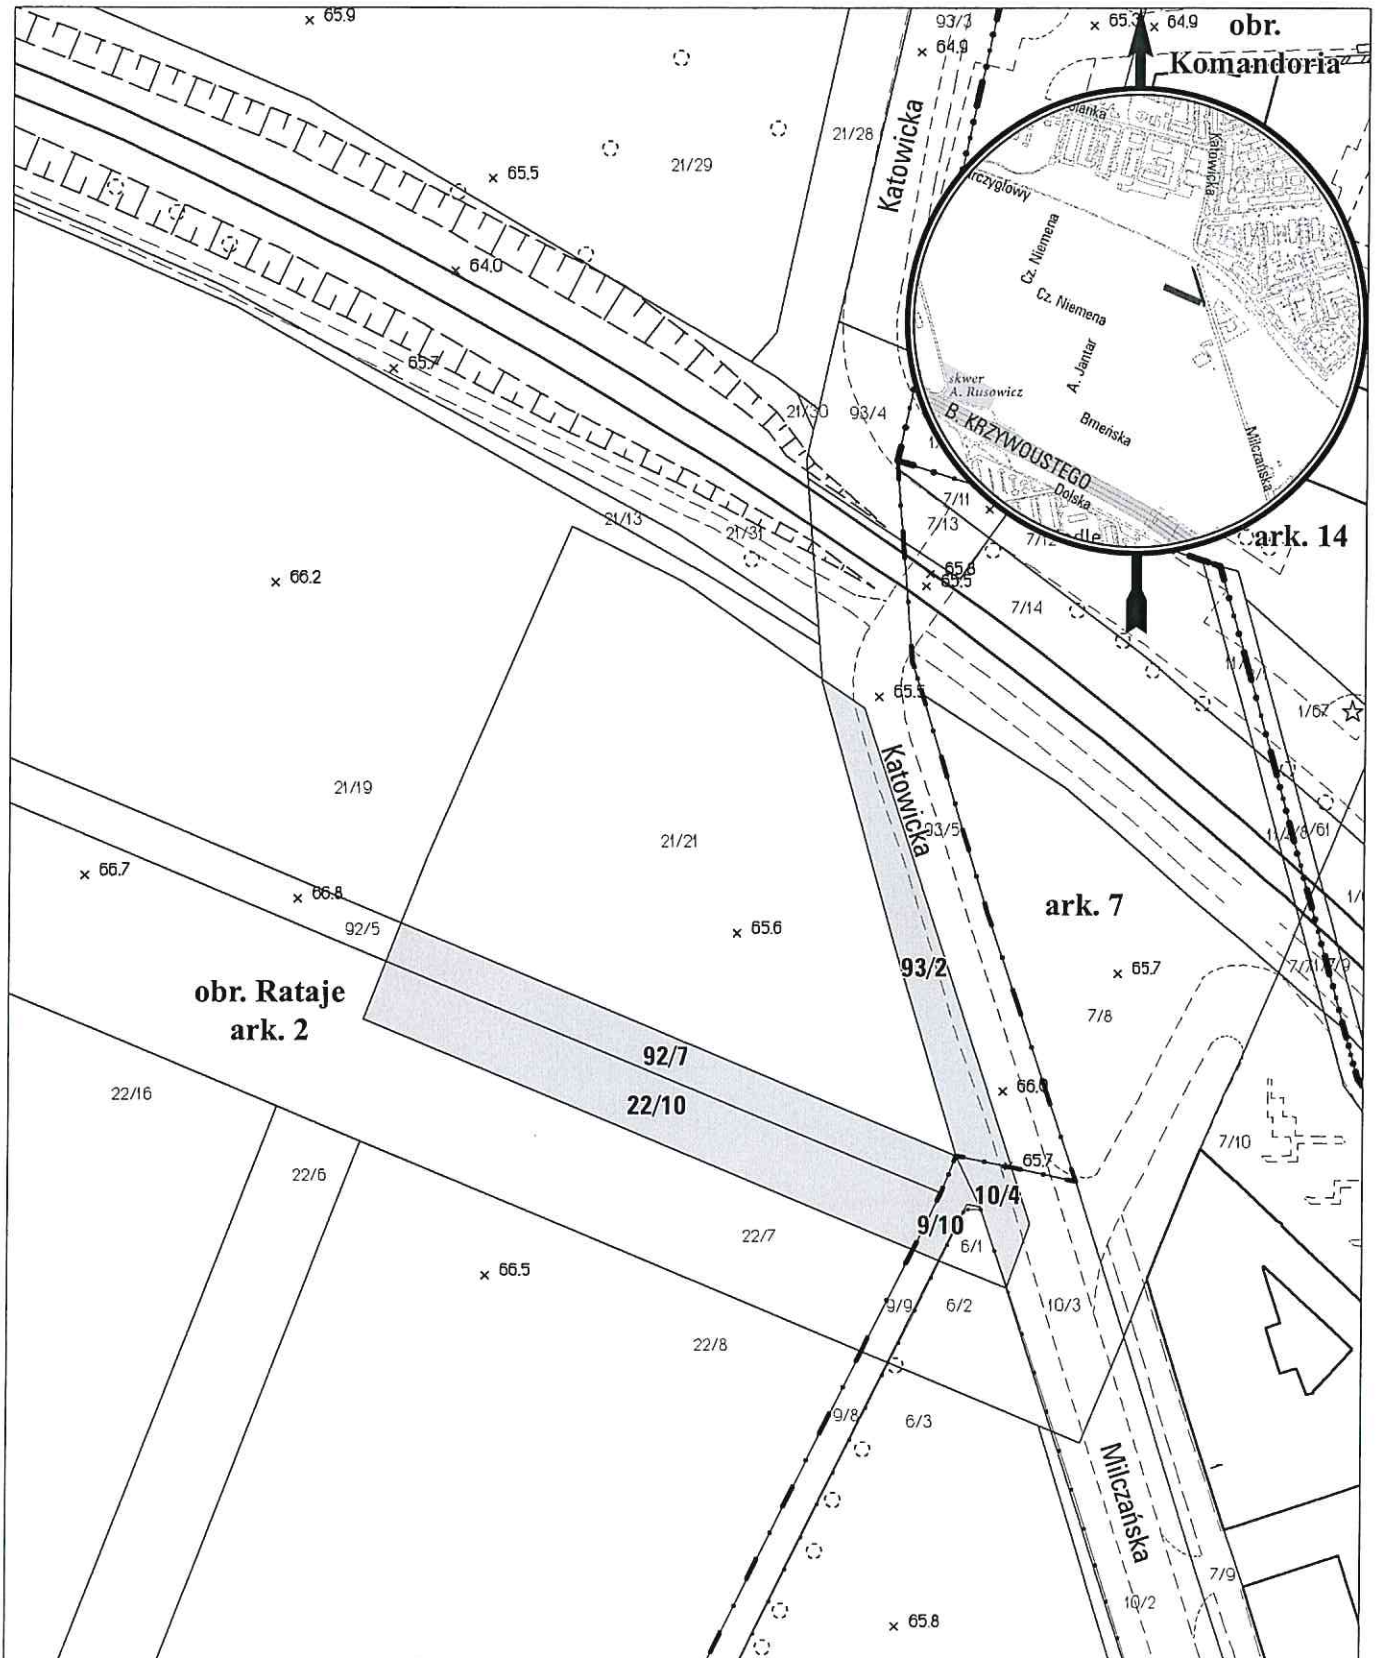 65.9
93/3
64.9
65.3
64.9
obr.
Komandoria
21/28
21/29
65.5
64.0
65.7
Katowicka
Katowicka
Cz. Niemena
Cz. Niemena
A. Jantar
skwer
A. Rusowicz
Brneńska
B. KRZYWOUSTEGO
Dolska
Milczańska
21/30
93/4
7/11
7/13
21/13
21/31
ark. 14
66.2
65.5
7/14
65.5
1/67
Katowicka
21/19
21/21
93/5
66.7
66.8
92/5
65.6
ark. 7
93/2
65.7
7/8
obr. Rataje
ark. 2
92/7
22/10
22/16
22/6
65.7
7/10
10/4
9/10
6/1
22/7
66.5
9/9
6/2
10/3
22/8
9/8
6/3
Milczańska
7/9
10/2
65.8